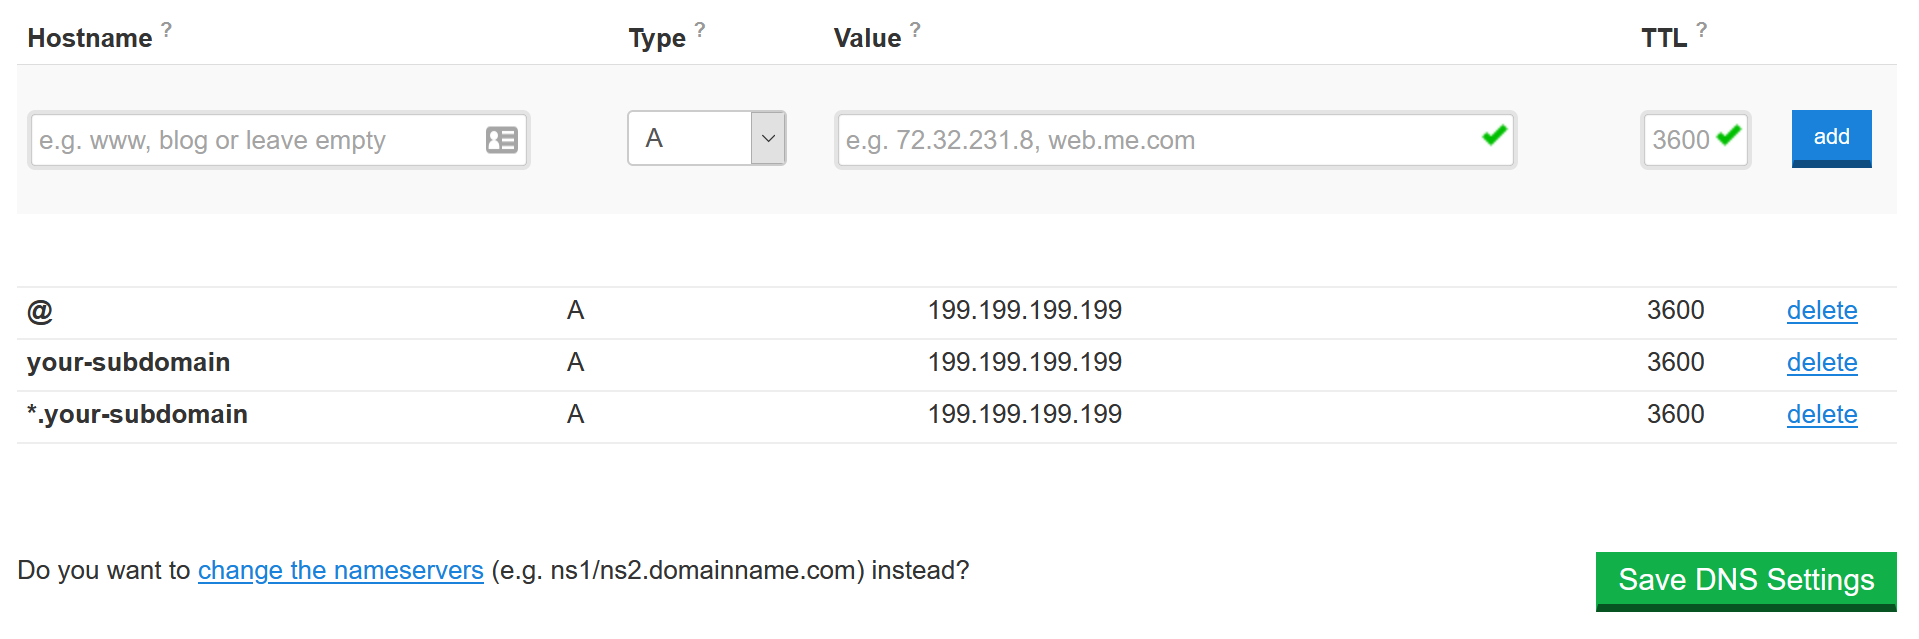 Hostname ? Type ? Value ? TTL ?
e.g. www, blog or leave empty A e.g. 72.32.231.8, web.me.com 3600 add
@ A 199.199.199.199 3600 delete
your-subdomain A 199.199.199.199 3600 delete
*.your-subdomain A 199.199.199.199 3600 delete
Do you want to change the nameservers (e.g. ns1/ns2.domainname.com) instead? Save DNS Settings